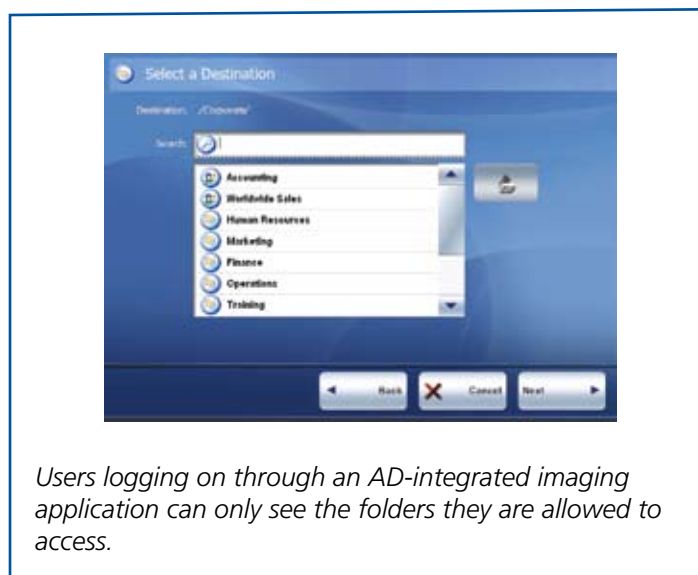 Select a Destination
Destination: /Corporate/
Search:
Accounting
Worldwide Sales
Human Resources
Marketing
Finance
Operations
Training
Back
Cancel
Next
Users logging on through an AD-integrated imaging
application can only see the folders they are allowed to
access.